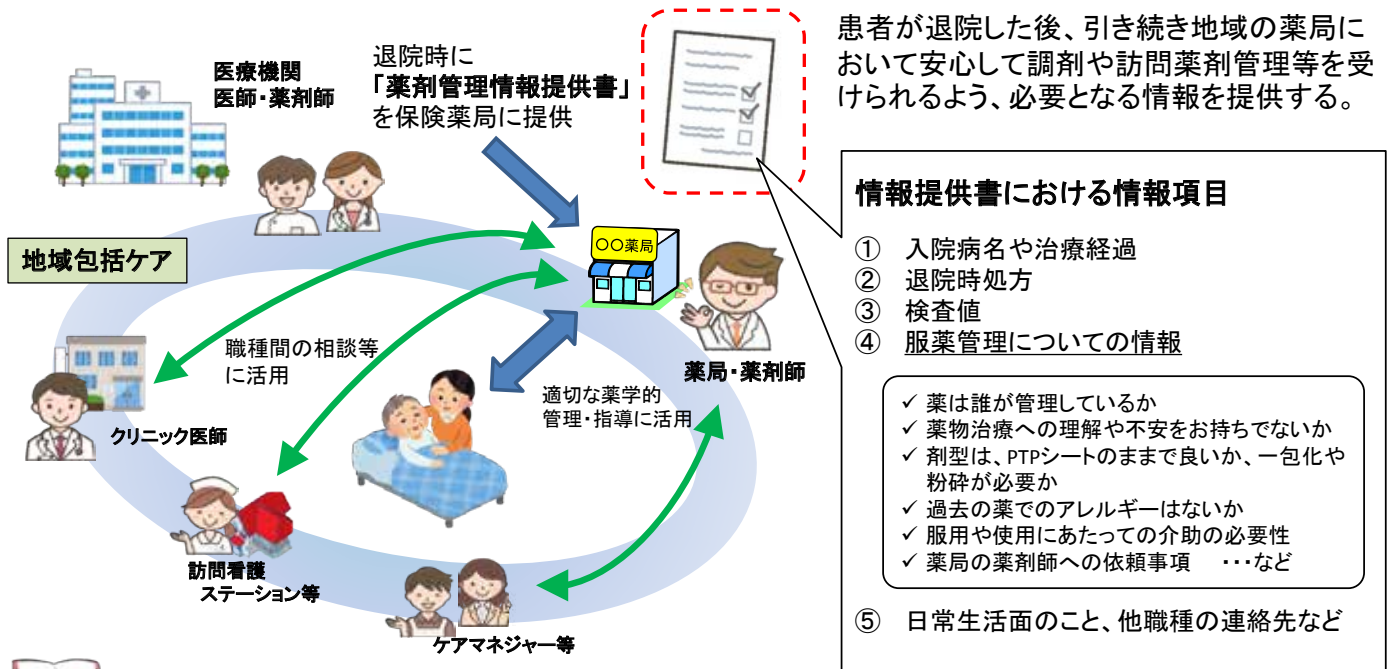 医療機関
医師・薬剤師
退院時に
「薬剤管理情報提供書」
を保険薬局に提供
患者が退院した後、引き続き地域の薬局に
おいて安心して調剤や訪問薬剤管理等を受
けられるよう、必要となる情報を提供する。
地域包括ケア
〇〇薬局
薬局・薬剤師
職種間の相談等
に活用
適切な薬学的
管理・指導に活用
クリニック医師
訪問看護
ステーション等
ケアマネジャー等
情報提供書における情報項目
① 入院病名や治療経過
② 退院時処方
③ 検査値
④ 服薬管理についての情報
✓ 薬は誰が管理しているか
✓ 薬物治療への理解や不安をお持ちでないか
✓ 剤型は、PTPシートのままで良いか、一包化や
粉砕が必要か
✓ 過去の薬でのアレルギーはないか
✓ 服用や使用にあたっての介助の必要性
✓ 薬局の薬剤師への依頼事項 ・・・など
⑤ 日常生活面のこと、他職種の連絡先など